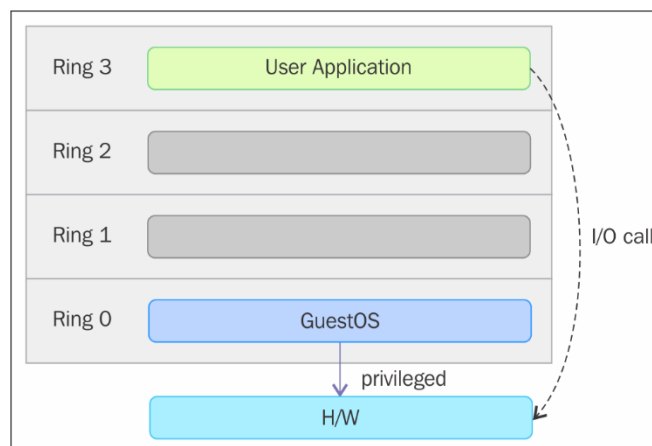 Ring 3
User Application
Ring 2
Ring 1
I/O call
Ring 0
GuestOS
privileged
H/W